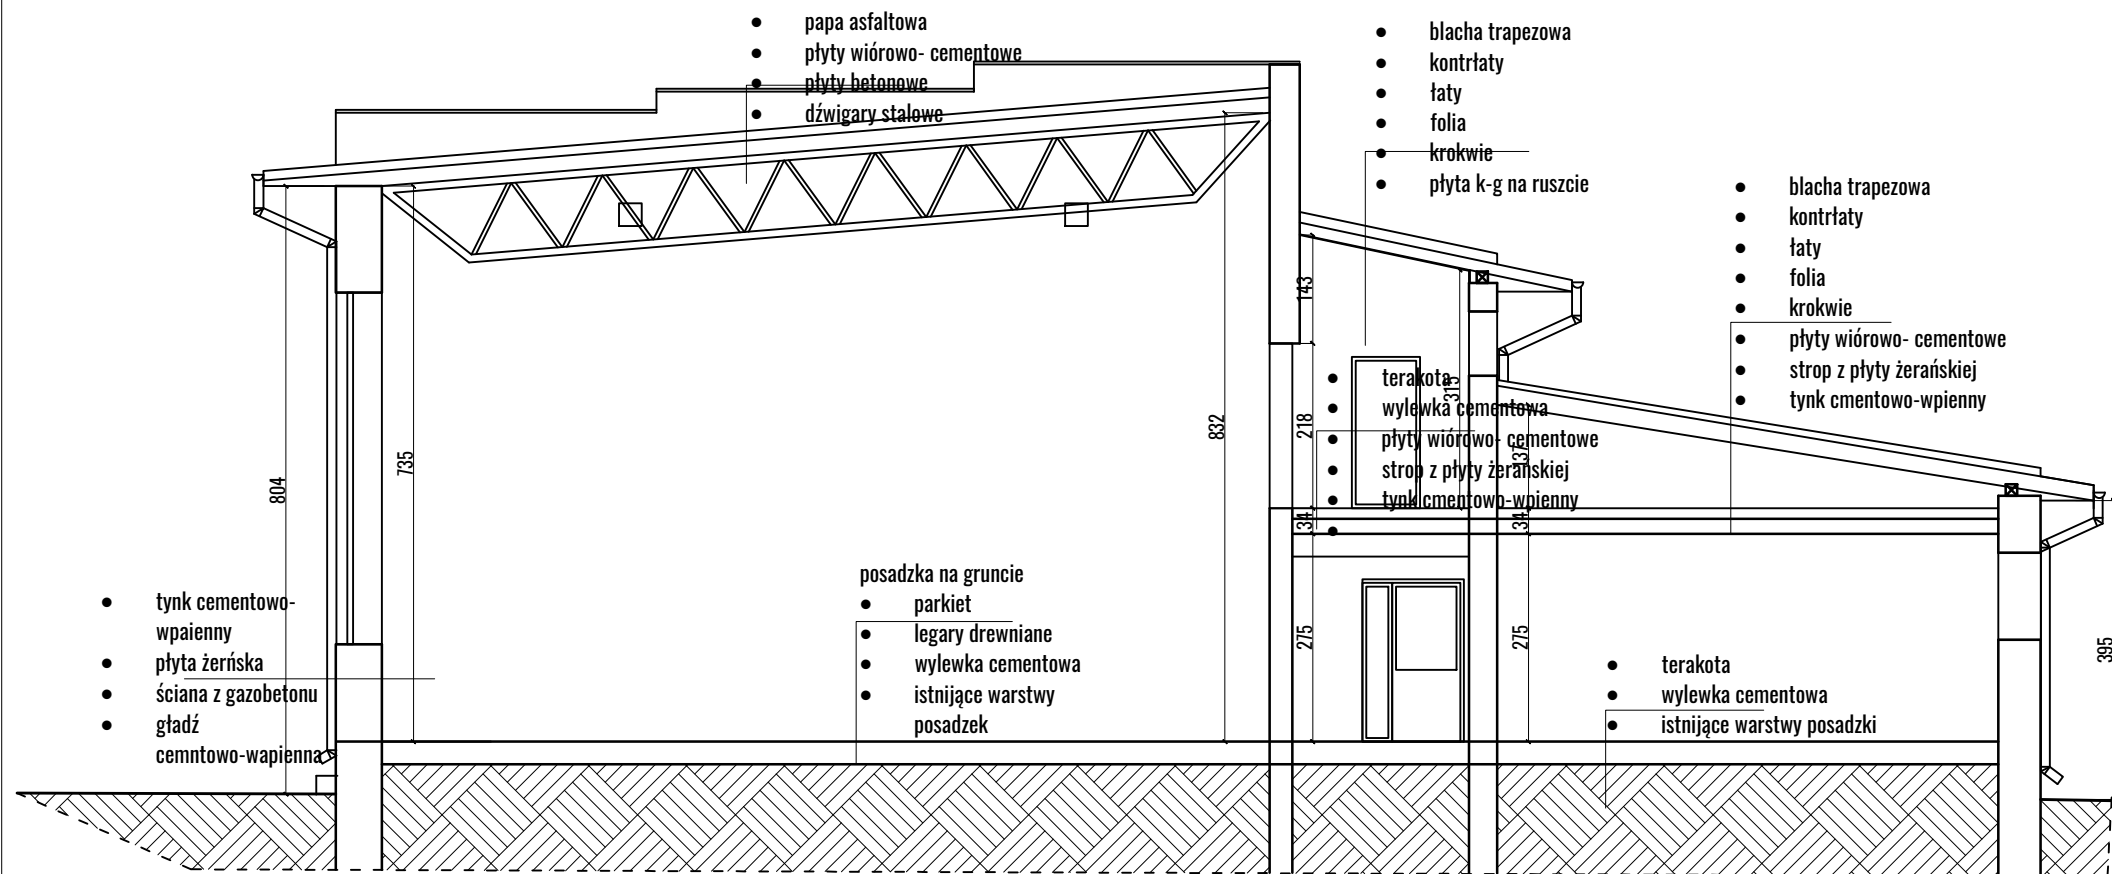 papa asfaltowa
płyty wiórowo- cementowe
płyty betonowe
dźwigary stalowe
blacha trapezowa
kontrłaty
łaty
folia
krokwie
płyta k-g na ruszcie
blacha trapezowa
kontrłaty
łaty
folia
krokwie
płyty wiórowo- cementowe
strop z płyty żerańskiej
tynk cmentowo-wpienny
terakota
wylewka cementowa
płyty wiórowo- cementowe
strop z płyty żerańskiej
tynk cmentowo-wpienny
tynk cementowo-
wpaienny
płyta żerńska
ściana z gazobetonu
gładź
cemntowo-wapienna
posadzka na gruncie
parkiet
legary drewniane
wylewka cementowa
istnijące warstwy
posadzek
terakota
wylewka cementowa
istnijące warstwy posadzki
804
735
832
143
218
34
275
315
137
34
275
395